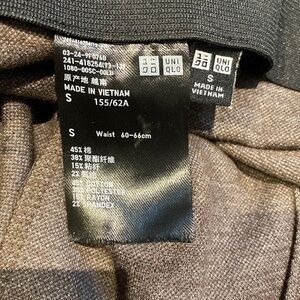 UNI
QLO
原产地 越南
MADE IN VIETNAM
S 155/62A
S Waist 60-66cm
45% 棉
38% 聚酯纤维
15% 粘纤
2% 氨纶
45% COTTON
38% POLYESTER
15% RAYON
2% SPANDEX
UNI
QLO
S
MADE IN
VIETNAM